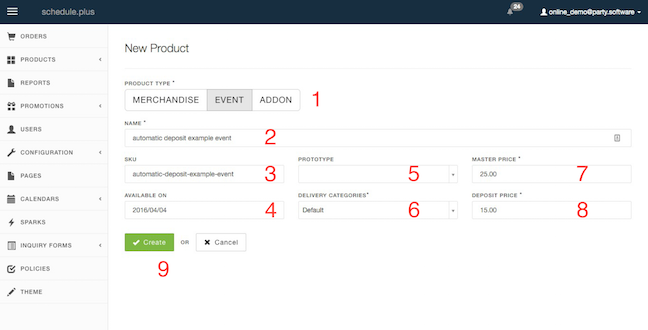 schedule.plus
24
online_demo@party.software
ORDERS
PRODUCTS
REPORTS
PROMOTIONS
USERS
CONFIGURATION
PAGES
CALENDARS
SPARKS
INQUIRY FORMS
POLICIES
THEME
New Product
PRODUCT TYPE *
MERCHANDISE EVENT ADDON 1
NAME *
automatic deposit example event 2
SKU PROTOTYPE MASTER PRICE *
automatic-deposit-example-event 3 5 25.00 7
AVAILABLE ON DELIVERY CATEGORIES* DEPOSIT PRICE *
2016/04/04 4 Default 6 15.00 8
Create OR Cancel
9